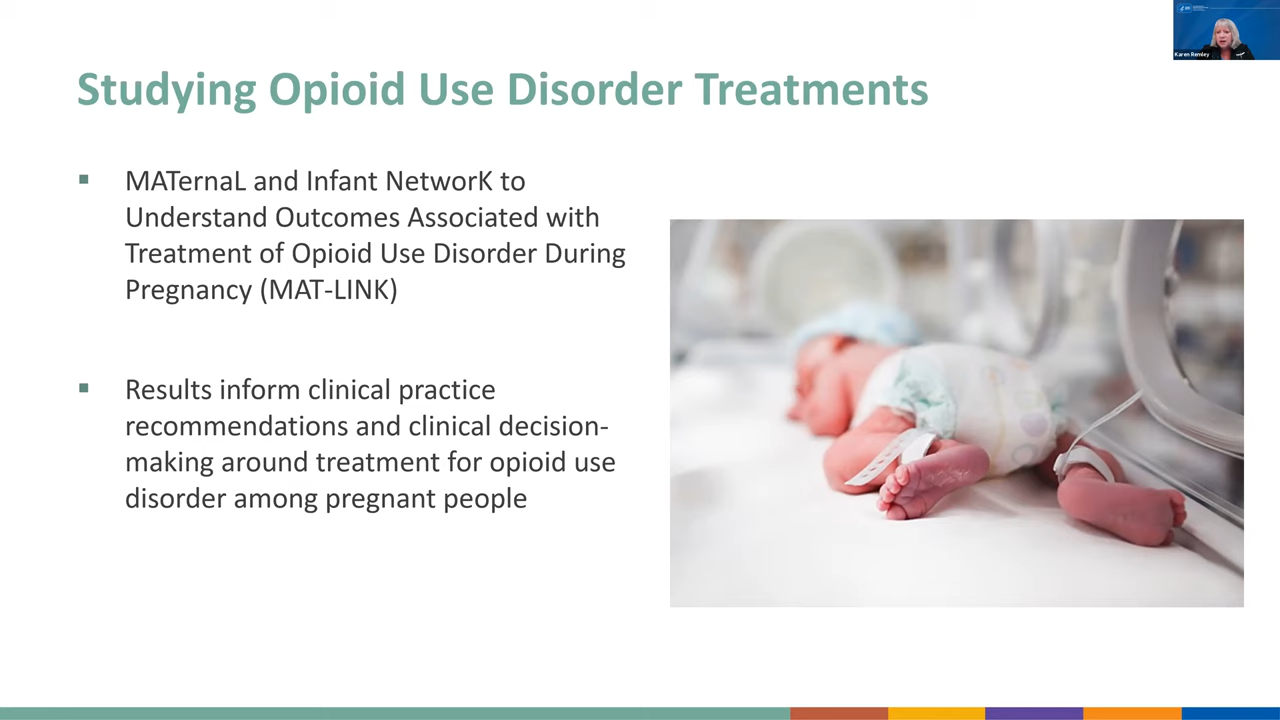 Studying Opioid Use Disorder Treatments
MATernaL and Infant NetworK to
Understand Outcomes Associated with
Treatment of Opioid Use Disorder During
Pregnancy (MAT-LINK)
Results inform clinical practice
recommendations and clinical decision-
making around treatment for opioid use
disorder among pregnant people
Karen Remley